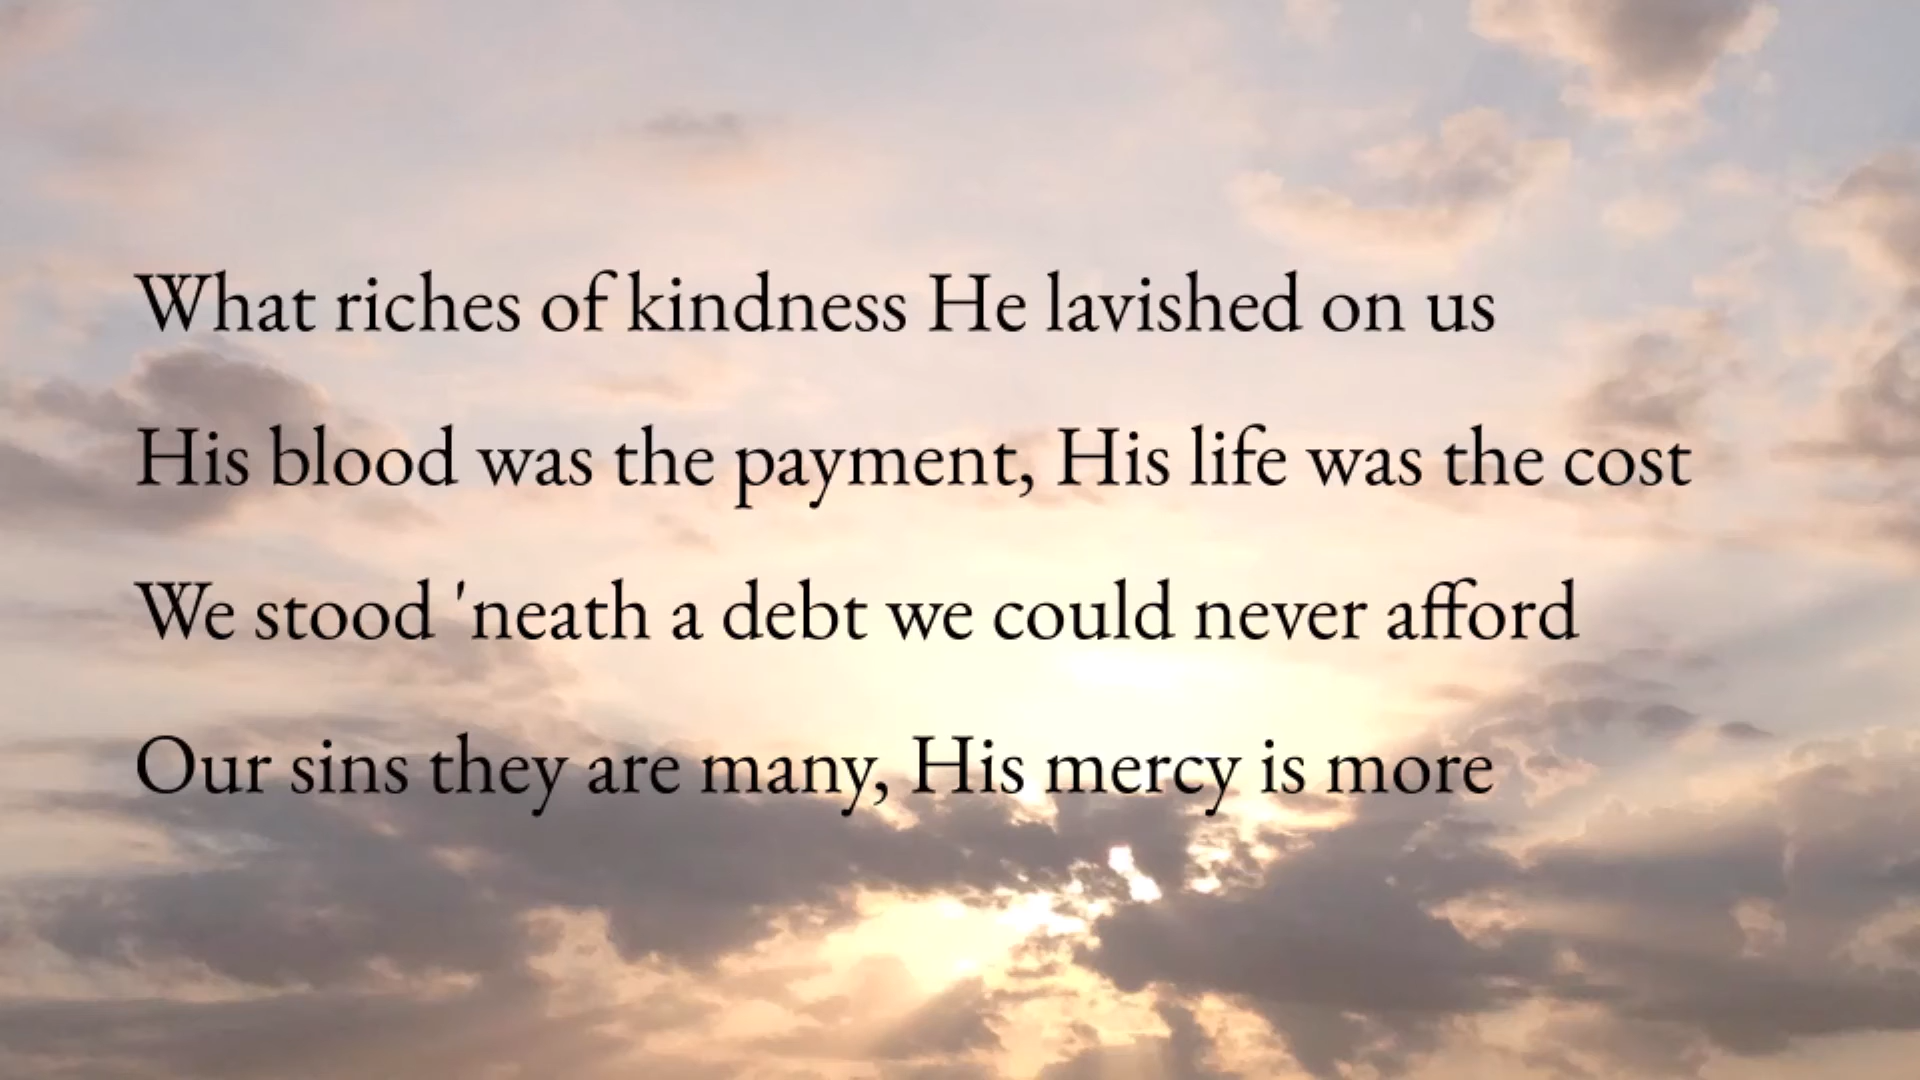 What riches of kindness He lavished on us
His blood was the payment, His life was the cost
We stood 'neath a debt we could never afford
Our sins they are many, His mercy is more